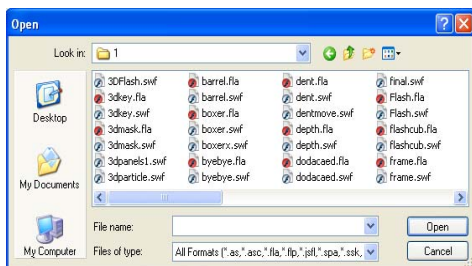 Open
Look in: 1
3DFlash.swf barrel.fla dent.fla final.swf
3dkey.fla barrel.swf dent.swf Flash.fla
3dkey.swf boxer.fla dentmove.swf Flash.swf
3dmask.fla boxer.swf depth.fla flashcub.fla
3dmask.swf boxerx.swf depth.swf flashcub.swf
3dpanels1.swf byebye.fla dodacaed.fla frame.fla
3dparticle.swf byebye.swf dodacaed.swf frame.swf
Desktop
My Documents
My Computer
File name:
Open
Files of type: All Formats (*.as,*.asc,*.fla,*.flp,*.jsfl,*.spa,*.ssk,
Cancel